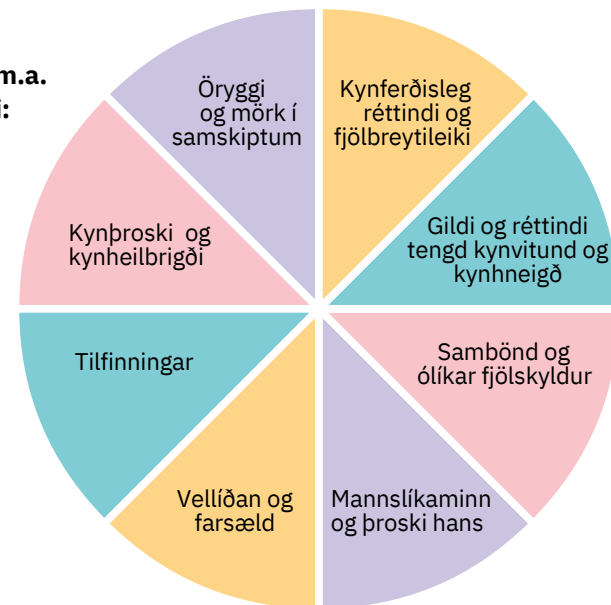 m.a.
i:
Öryggi
og mörk í
samskiptum
Kynferðisleg
réttindi og
fjölbreytileiki
Gildi og réttindi
tengd kynvitund og
kynhneigð
Sambönd og
ólíkar fjölskyldur
Mannslíkaminn
og þroski hans
Vellíðan og
farsæld
Tilfinningar
Kynþroski og
kynheilbrigði